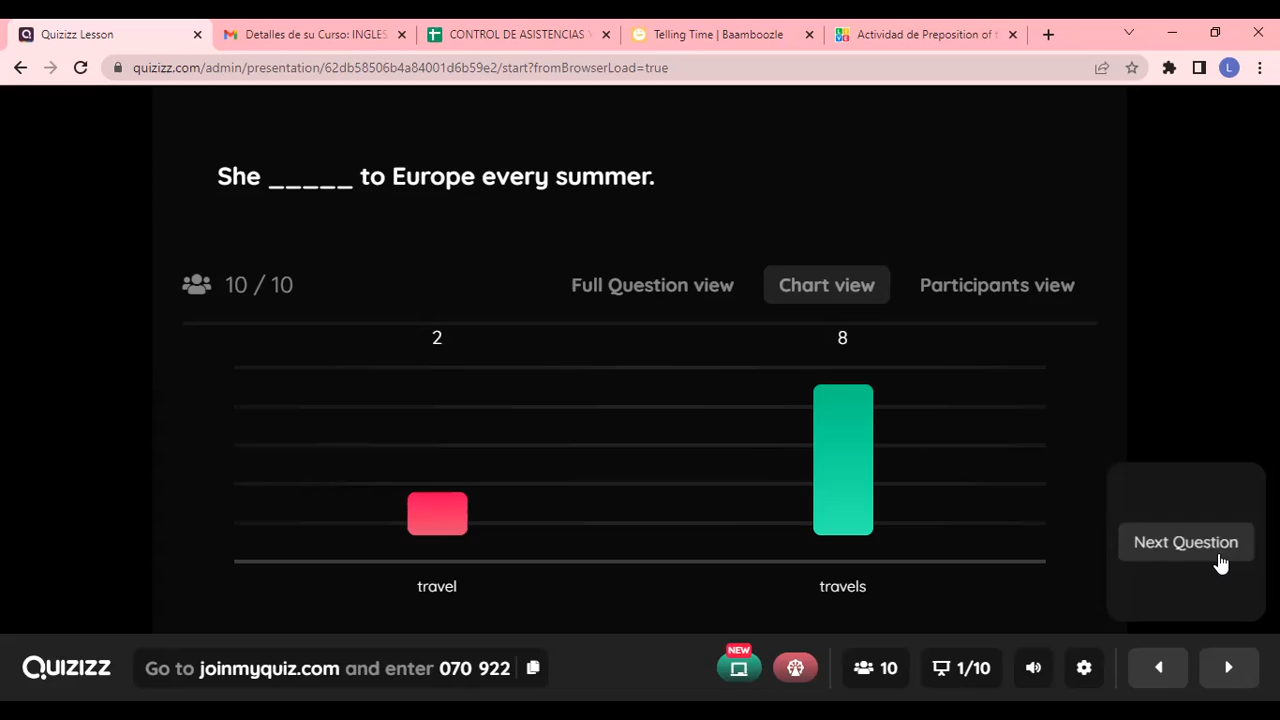 Quizizz Lesson
Detalles de su Curso: INGLES
CONTROL DE ASISTENCIAS
Telling Time | Baamboozle
Actividad de Preposition of t
quizizz.com/admin/presentation/62db58506b4a84001d6b59e2/start?fromBrowserLoad=true
L
She _____ to Europe every summer.
10 / 10
Full Question view
Chart view
Participants view
2
8
Next Question
travel
travels
QUIZIZZ
Go to joinmyquiz.com and enter 070 922
NEW
10
1/10